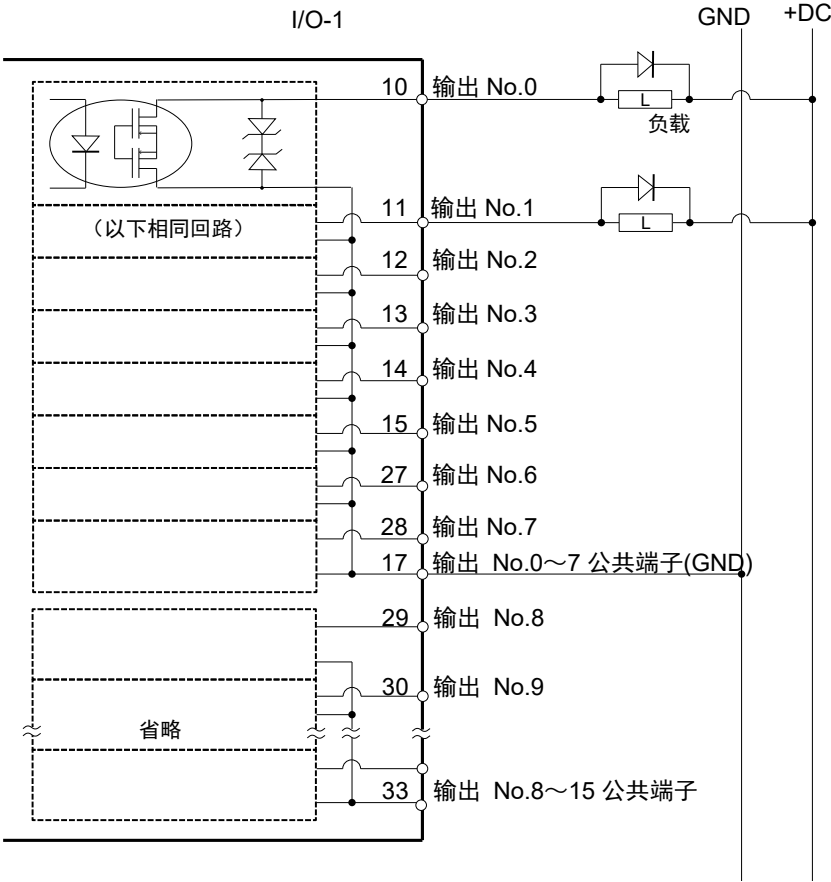 I/O-1
GND
+DC
10 输出 No.0
L
负载
11 输出 No.1
L
(以下相同回路)
12 输出 No.2
13 输出 No.3
14 输出 No.4
15 输出 No.5
27 输出 No.6
28 输出 No.7
17 输出 No.0~7 公共端子(GND)
29 输出 No.8
30 输出 No.9
省略
33 输出 No.8~15 公共端子